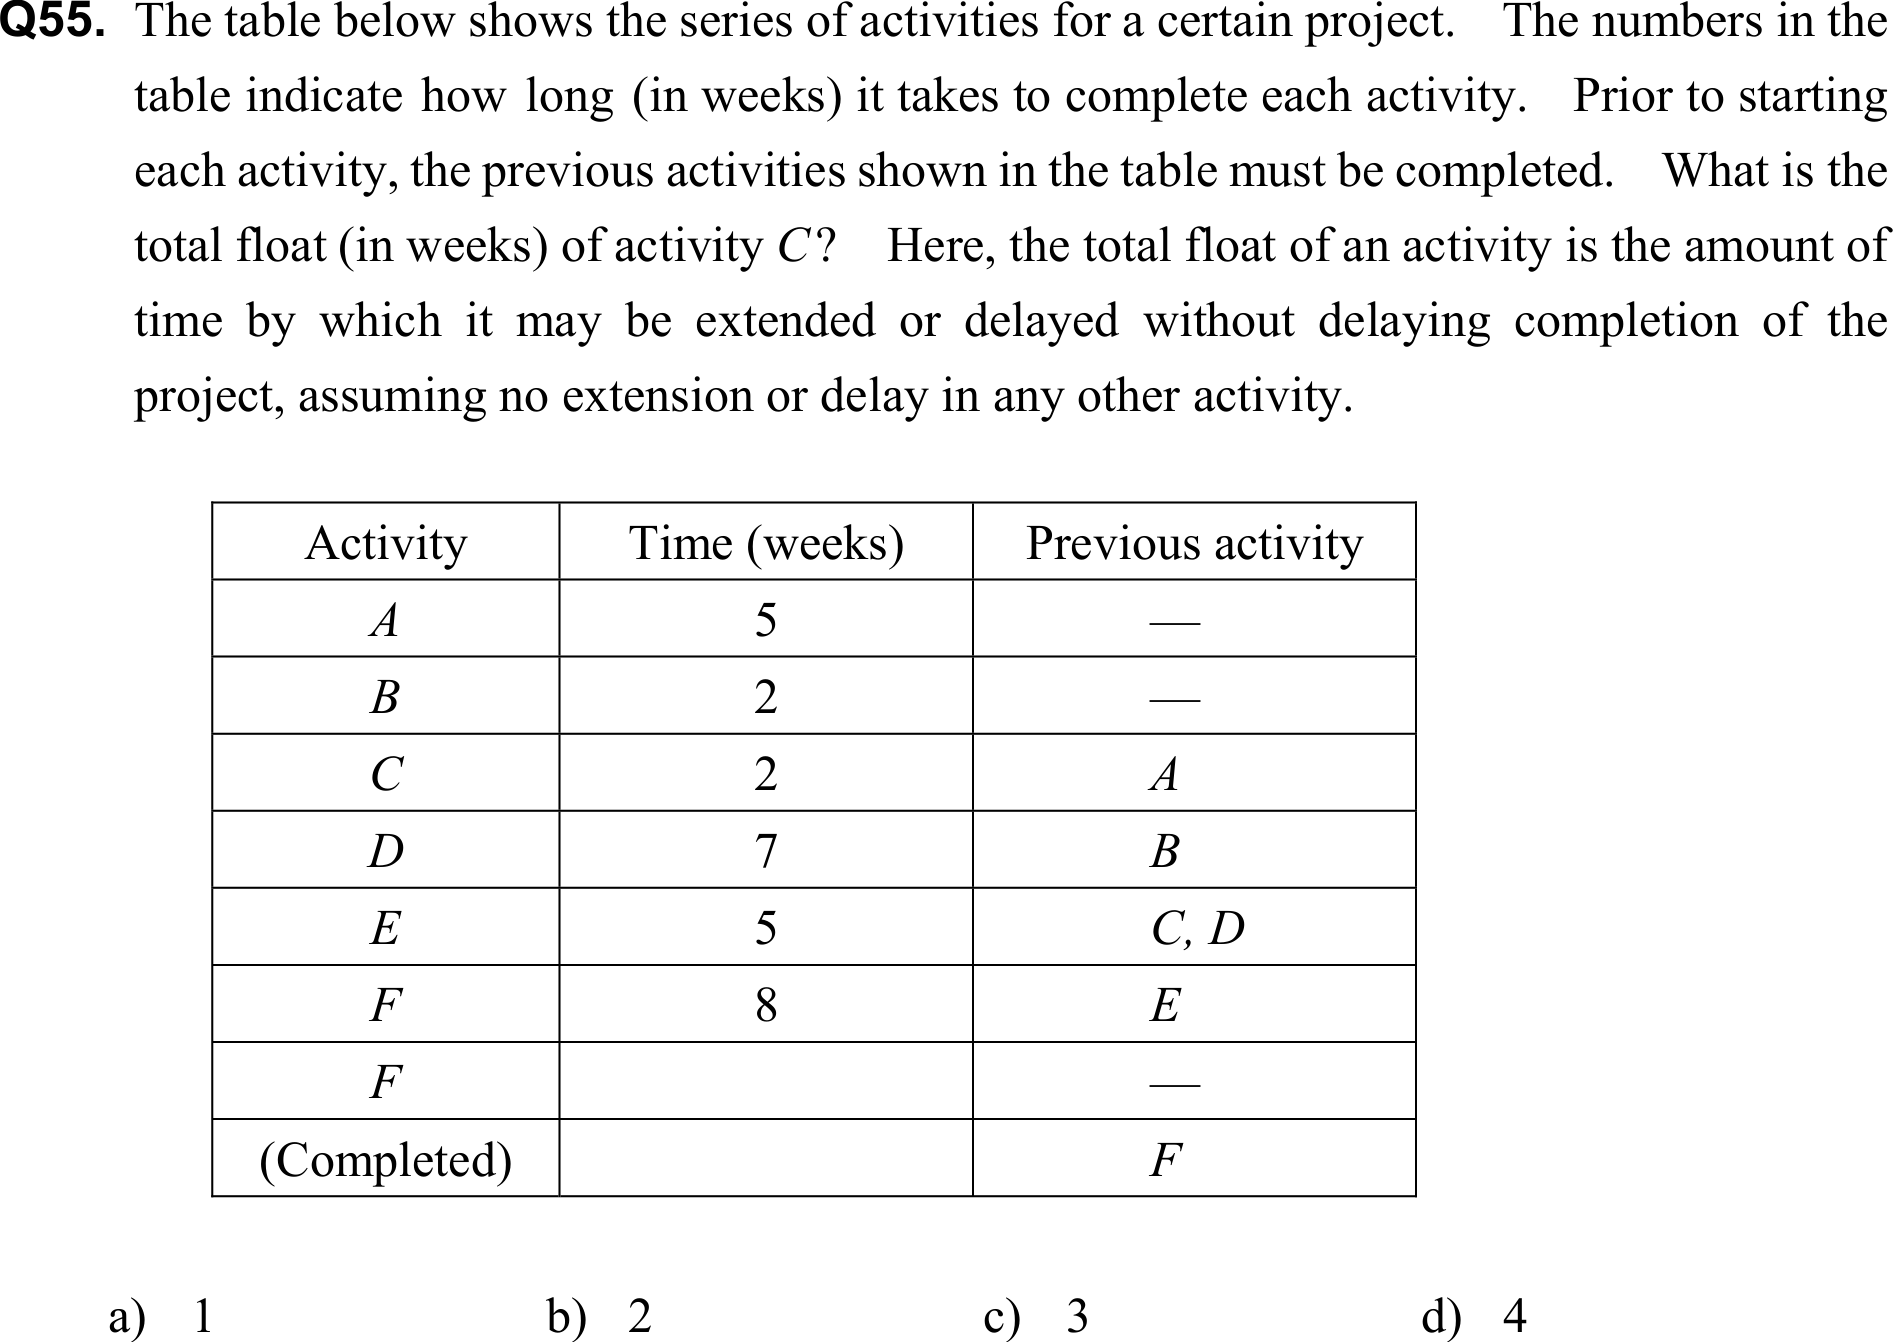 Q55. The table below shows the series of activities for a certain project. The numbers in the
table indicate how long (in weeks) it takes to complete each activity. Prior to starting
each activity, the previous activities shown in the table must be completed. What is the
total float (in weeks) of activity C? Here, the total float of an activity is the amount of
time by which it may be extended or delayed without delaying completion of the
project, assuming no extension or delay in any other activity.
Activity Time (weeks) Previous activity
A 5 —
B 2 —
C 2 A
D 7 B
E 5 C, D
F 8 E
F —
(Completed) F
a) 1 b) 2 c) 3 d) 4